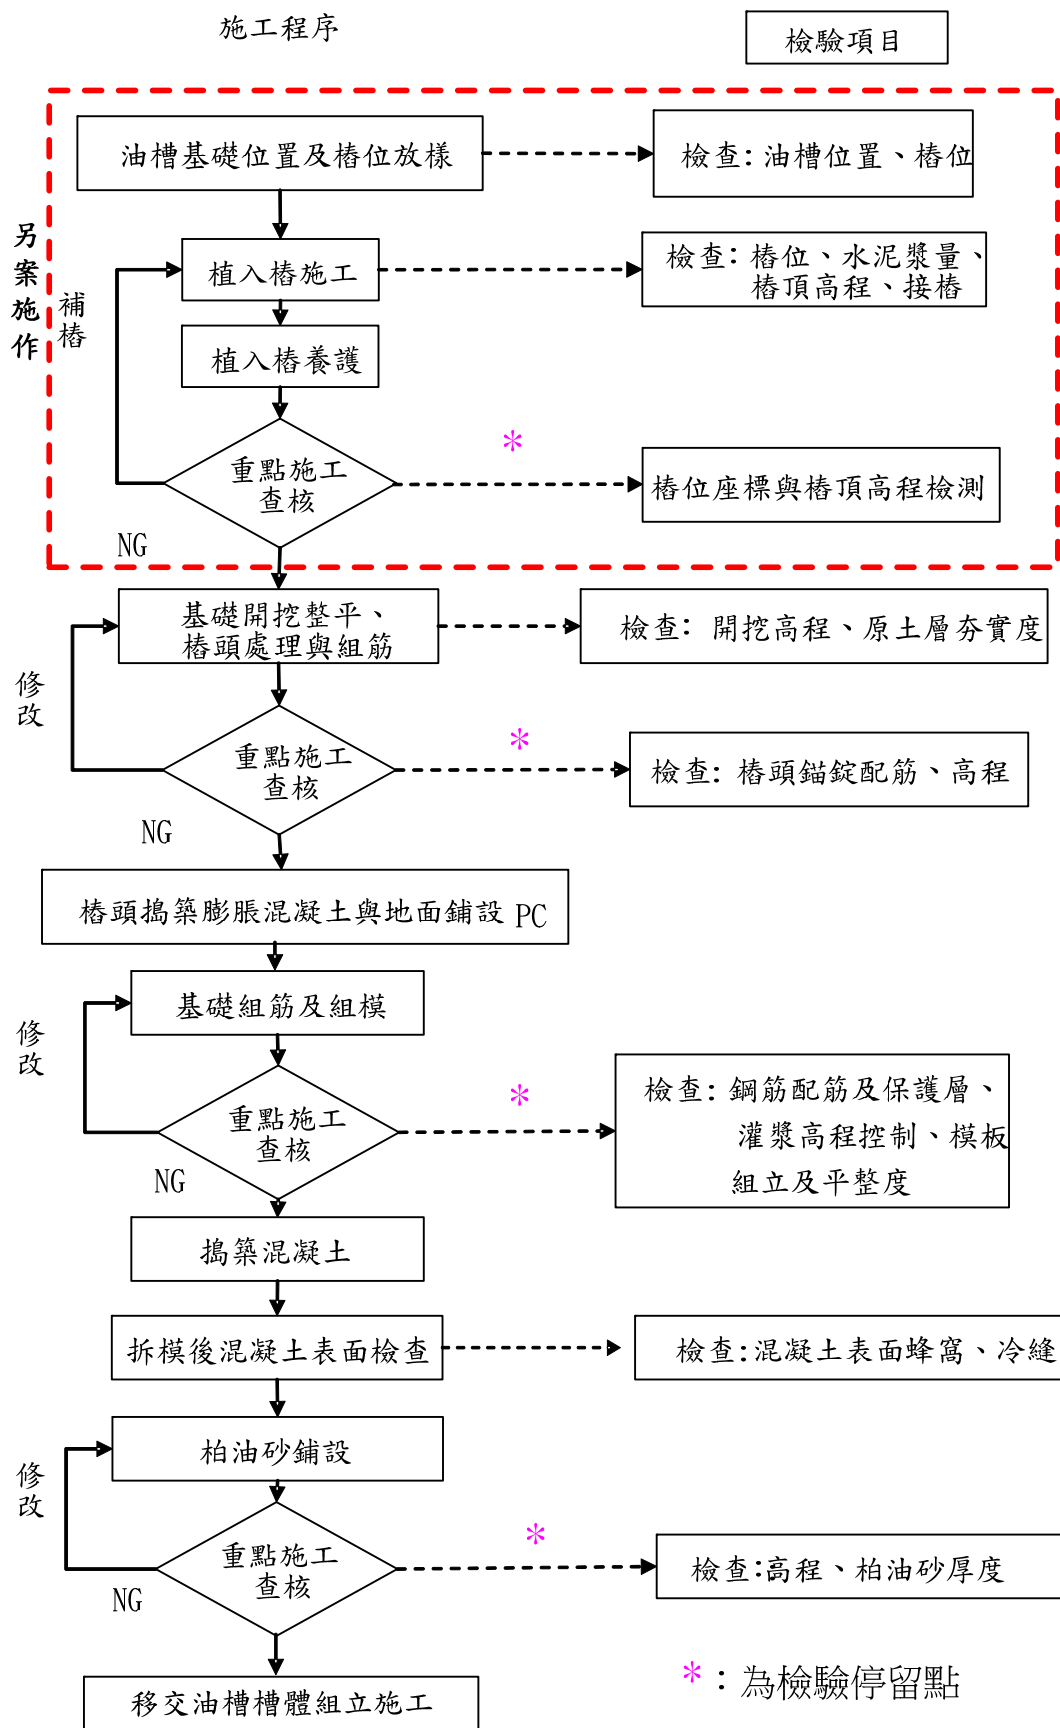 施工程序
檢驗項目
油槽基礎位置及樁位放樣
檢查:油槽位置、樁位
另案施作
補樁
植入樁施工
檢查:樁位、水泥漿量、
樁頂高程、接樁
植入樁養護
重點施工
查核
*
樁位座標與樁頂高程檢測
NG
基礎開挖整平、
樁頭處理與組筋
檢查: 開挖高程、原土層夯實度
修改
重點施工
查核
*
檢查: 樁頭錨錠配筋、高程
NG
樁頭搗築膨脹混凝土與地面鋪設 PC
基礎組筋及組模
修改
重點施工
查核
*
檢查: 鋼筋配筋及保護層、
灌漿高程控制、模板
組立及平整度
NG
搗築混凝土
拆模後混凝土表面檢查
檢查:混凝土表面蜂窩、冷縫
柏油砂鋪設
修改
重點施工
查核
*
檢查:高程、柏油砂厚度
NG
移交油槽槽體組立施工
*：為檢驗停留點